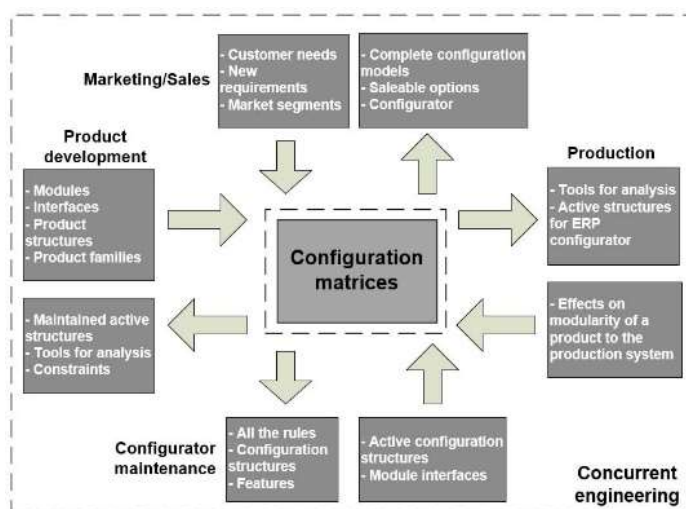 Marketing/Sales
- Customer needs
- New
requirements
- Market segments
- Complete configuration
models
- Saleable options
- Configurator
Product
development
- Modules
- Interfaces
- Product
structures
- Product families
Production
- Tools for analysis
- Active structures
for ERP
configurator
Configuration
matrices
- Maintained active
structures
- Tools for analysis
- Constraints
- Effects on
modularity of a
product to the
production system
Configurator
maintenance
- All the rules
- Configuration
structures
- Features
- Active configuration
structures
- Module interfaces
Concurrent
engineering